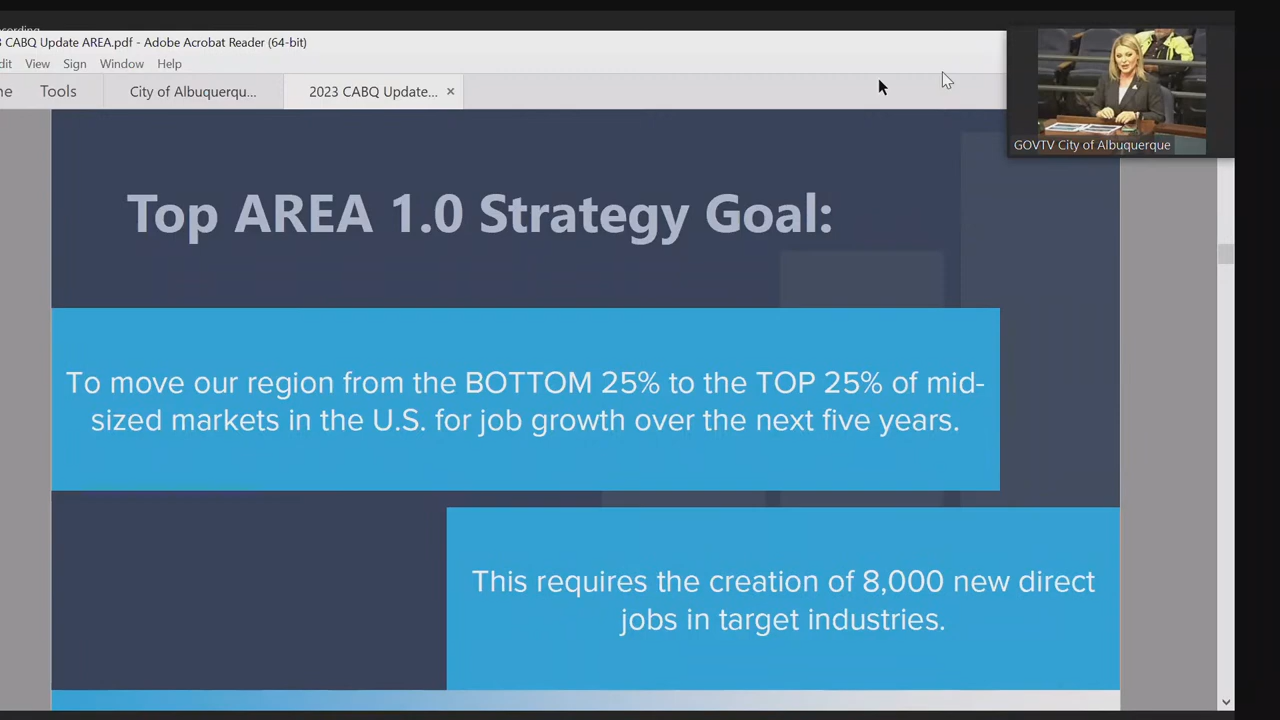 CABQ Update AREA.pdf - Adobe Acrobat Reader (64-bit)
View Sign Window Help
Tools City of Albuquerqu... 2023 CABQ Update... ×
GOVTV City of Albuquerque
Top AREA 1.0 Strategy Goal:
To move our region from the BOTTOM 25% to the TOP 25% of mid-
sized markets in the U.S. for job growth over the next five years.
This requires the creation of 8,000 new direct
jobs in target industries.